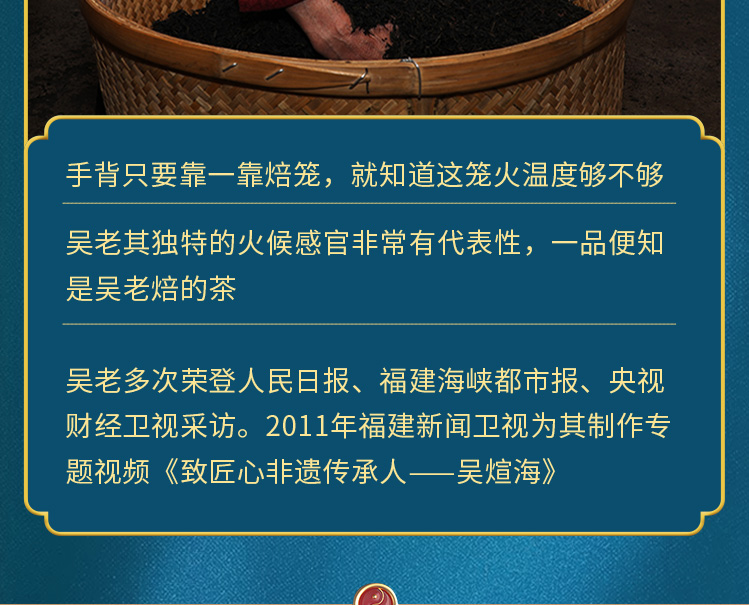 手背只要靠一靠焙笼，就知道这笼火温度够不够
吴老其独特的火候感官非常有代表性，一品便知
是吴老焙的茶
吴老多次荣登人民日报、福建海峡都市报、央视
财经卫视采访。2011年福建新闻卫视为其制作专
题视频《致匠心非遗传承人——吴煊海》